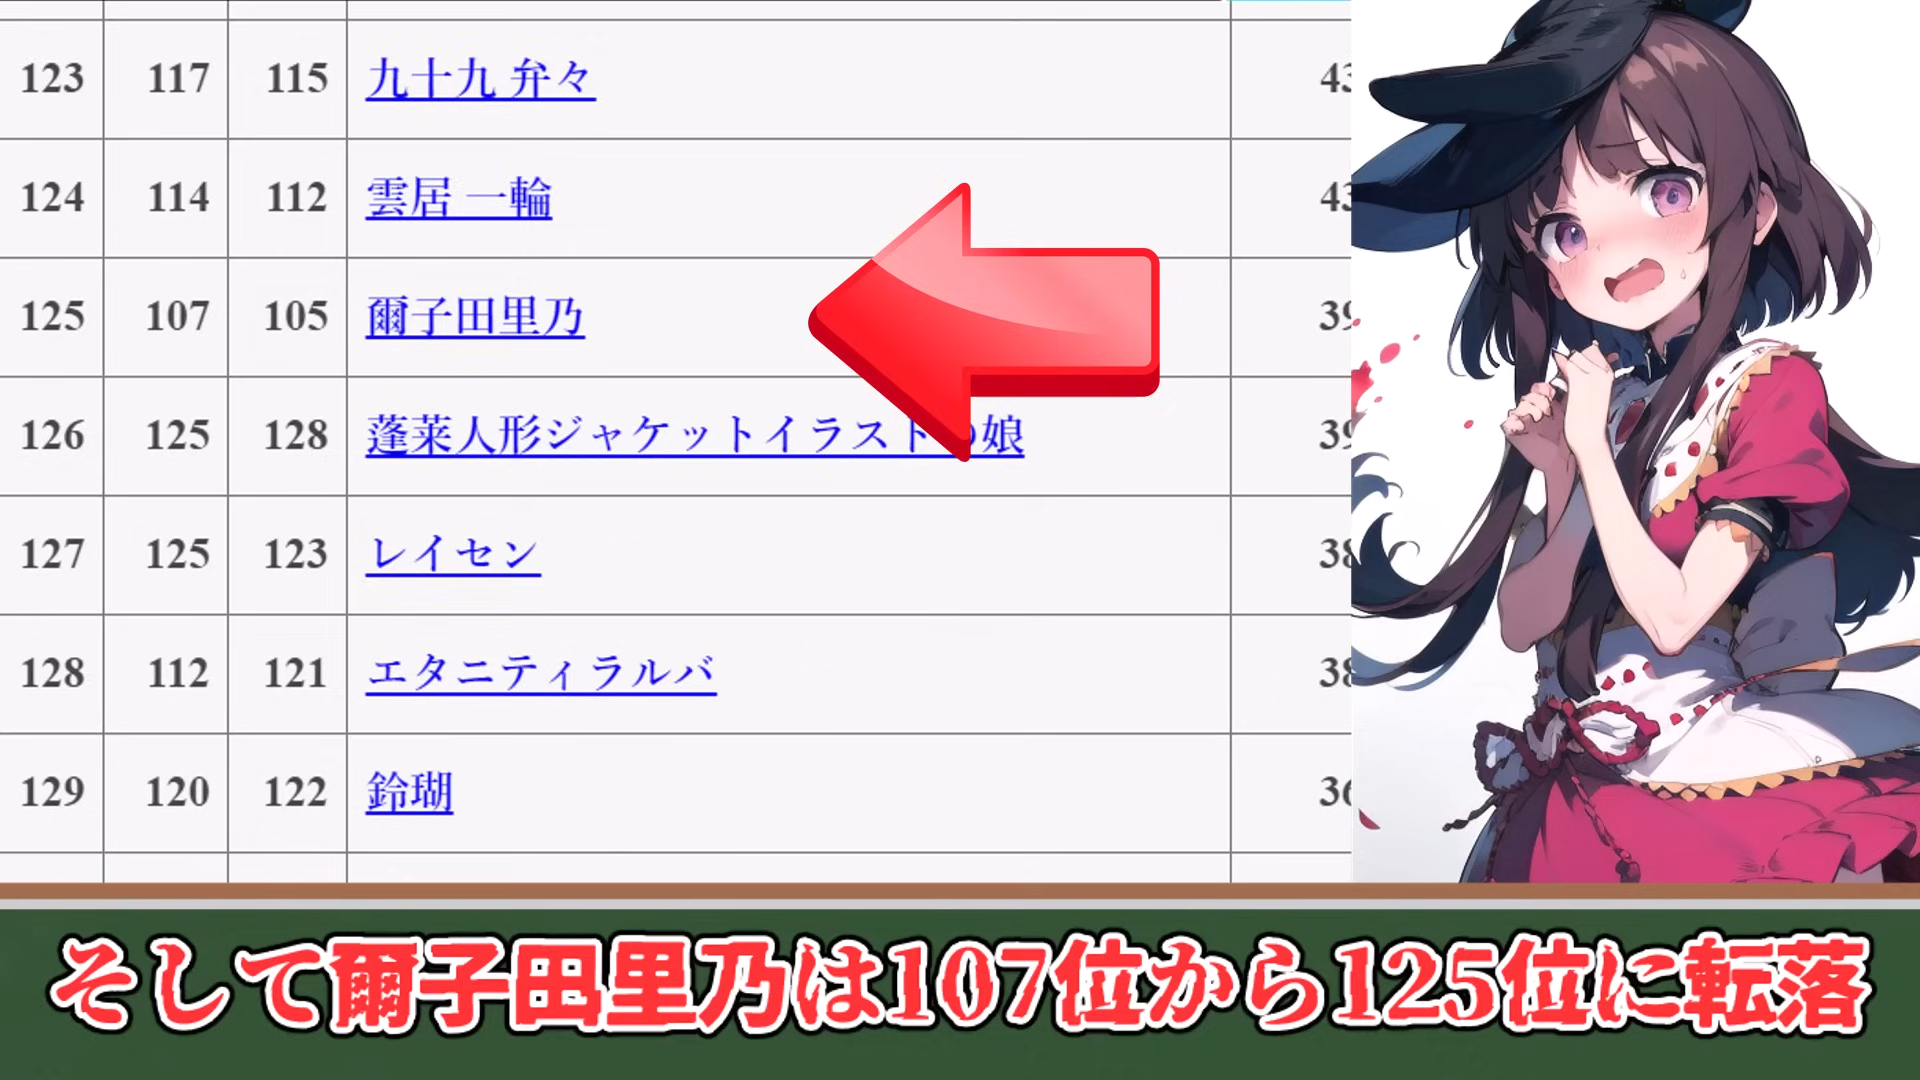 123 117 115 九十九 弁々
124 114 112 雲居 一輪
125 107 105 爾子田里乃
126 125 128 蓬莱人形ジャケットイラスト 娘
127 125 123 レイセン
128 112 121 エタニティラルバ
129 120 122 鈴瑚
そして爾子田里乃は107位から125位に転落